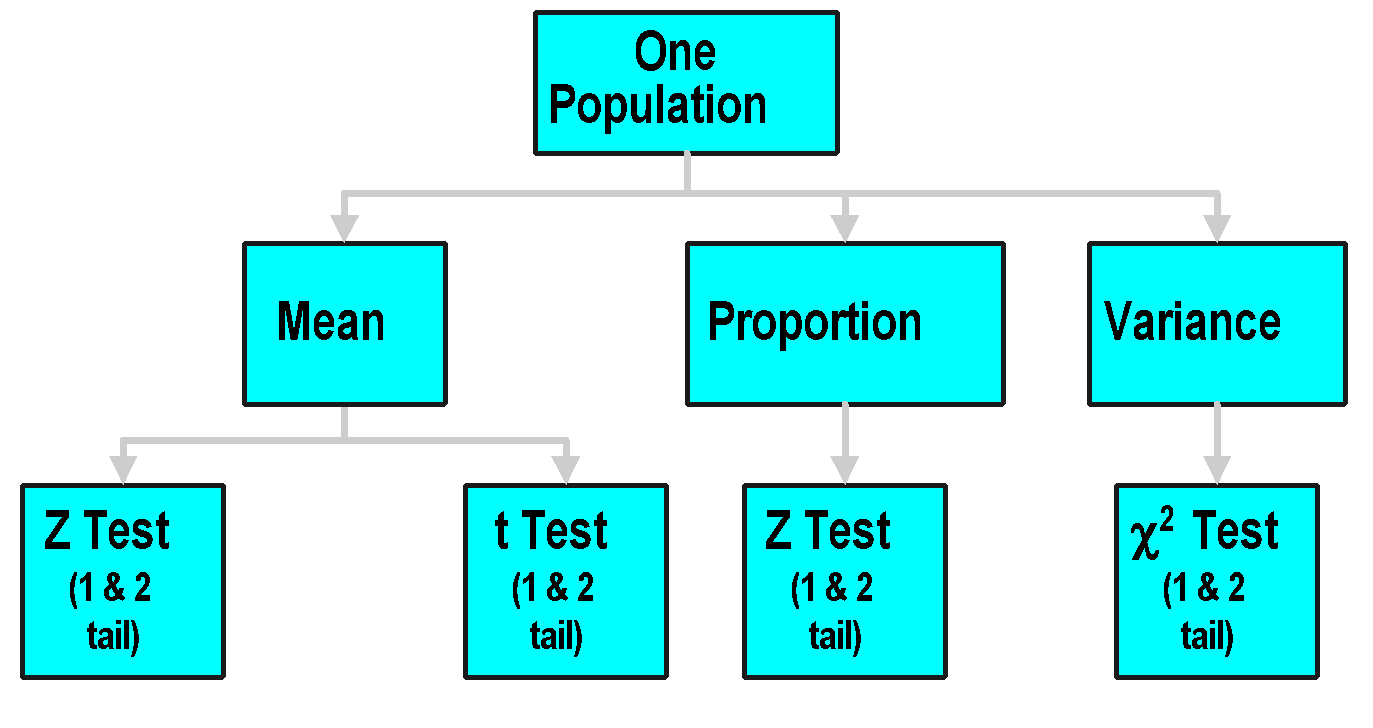 One
Population
Mean
Proportion
Variance
Z Test
(1 & 2
tail)
t Test
(1 & 2
tail)
Z Test
(1 & 2
tail)
χ² Test
(1 & 2
tail)